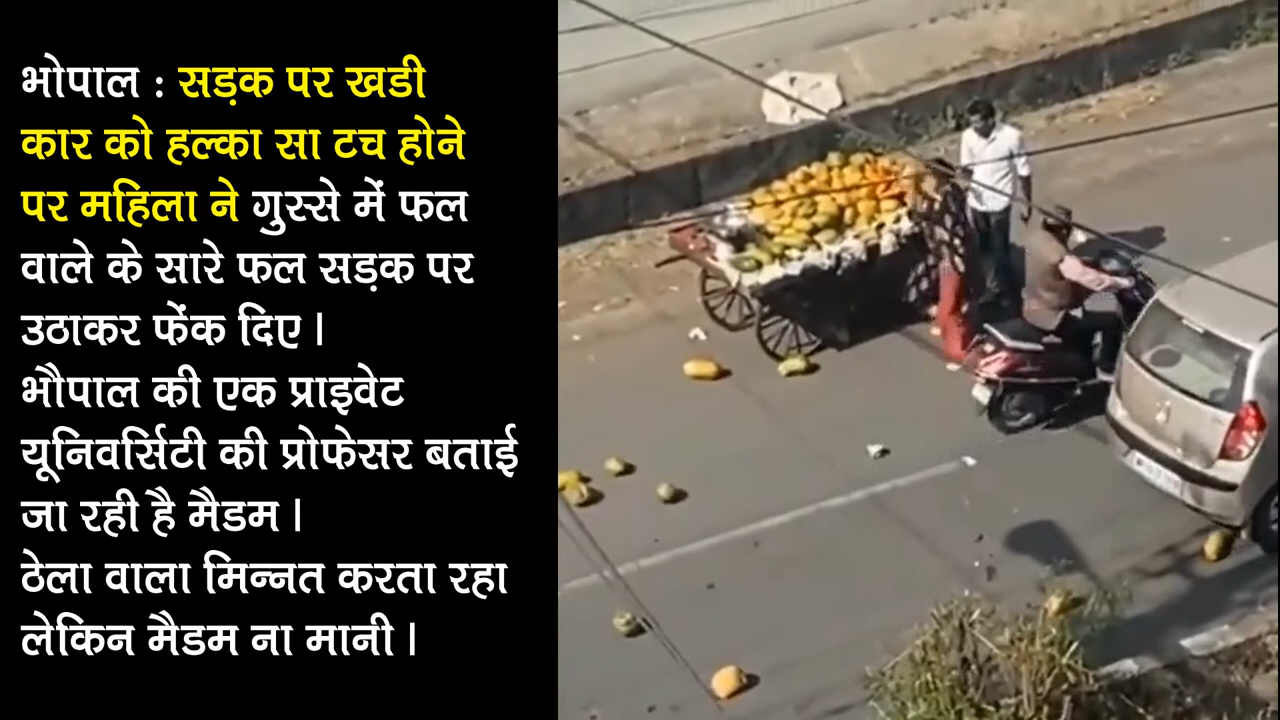 भोपाल : सड़क पर खडी
कार को हल्का सा टच होने
पर महिला ने गुस्से में फल
वाले के सारे फल सड़क पर
उठाकर फेंक दिए |
भौपाल की एक प्राइवेट
यूनिवर्सिटी की प्रोफेसर बताई
जा रही है मैडम |
ठेला वाला मिन्नत करता रहा
लेकिन मैडम ना मानी |